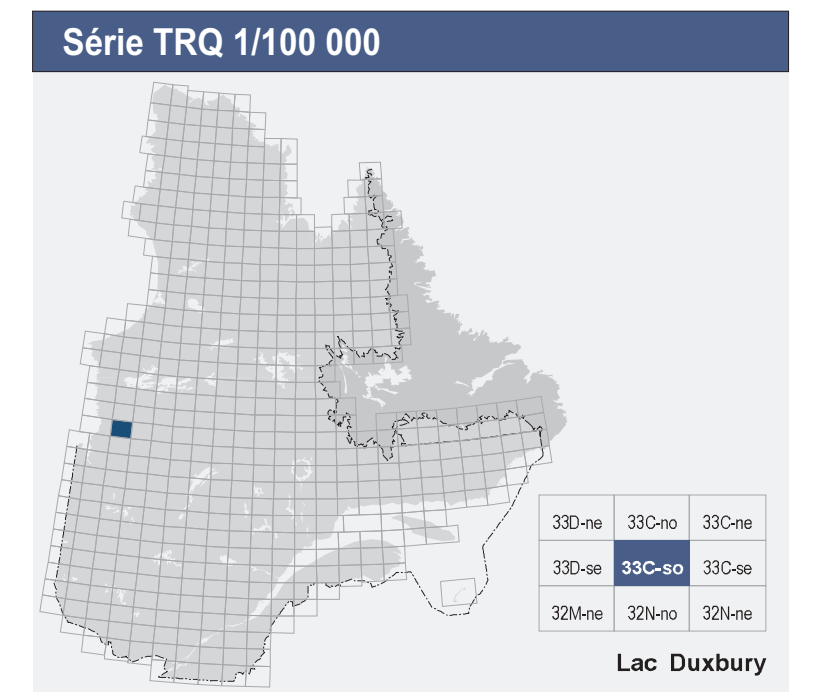 Série TRQ 1/100 000
33D-ne 33C-no 33C-ne
33D-se 33C-so 33C-se
32M-ne 32N-no 32N-ne
Lac Duxbury